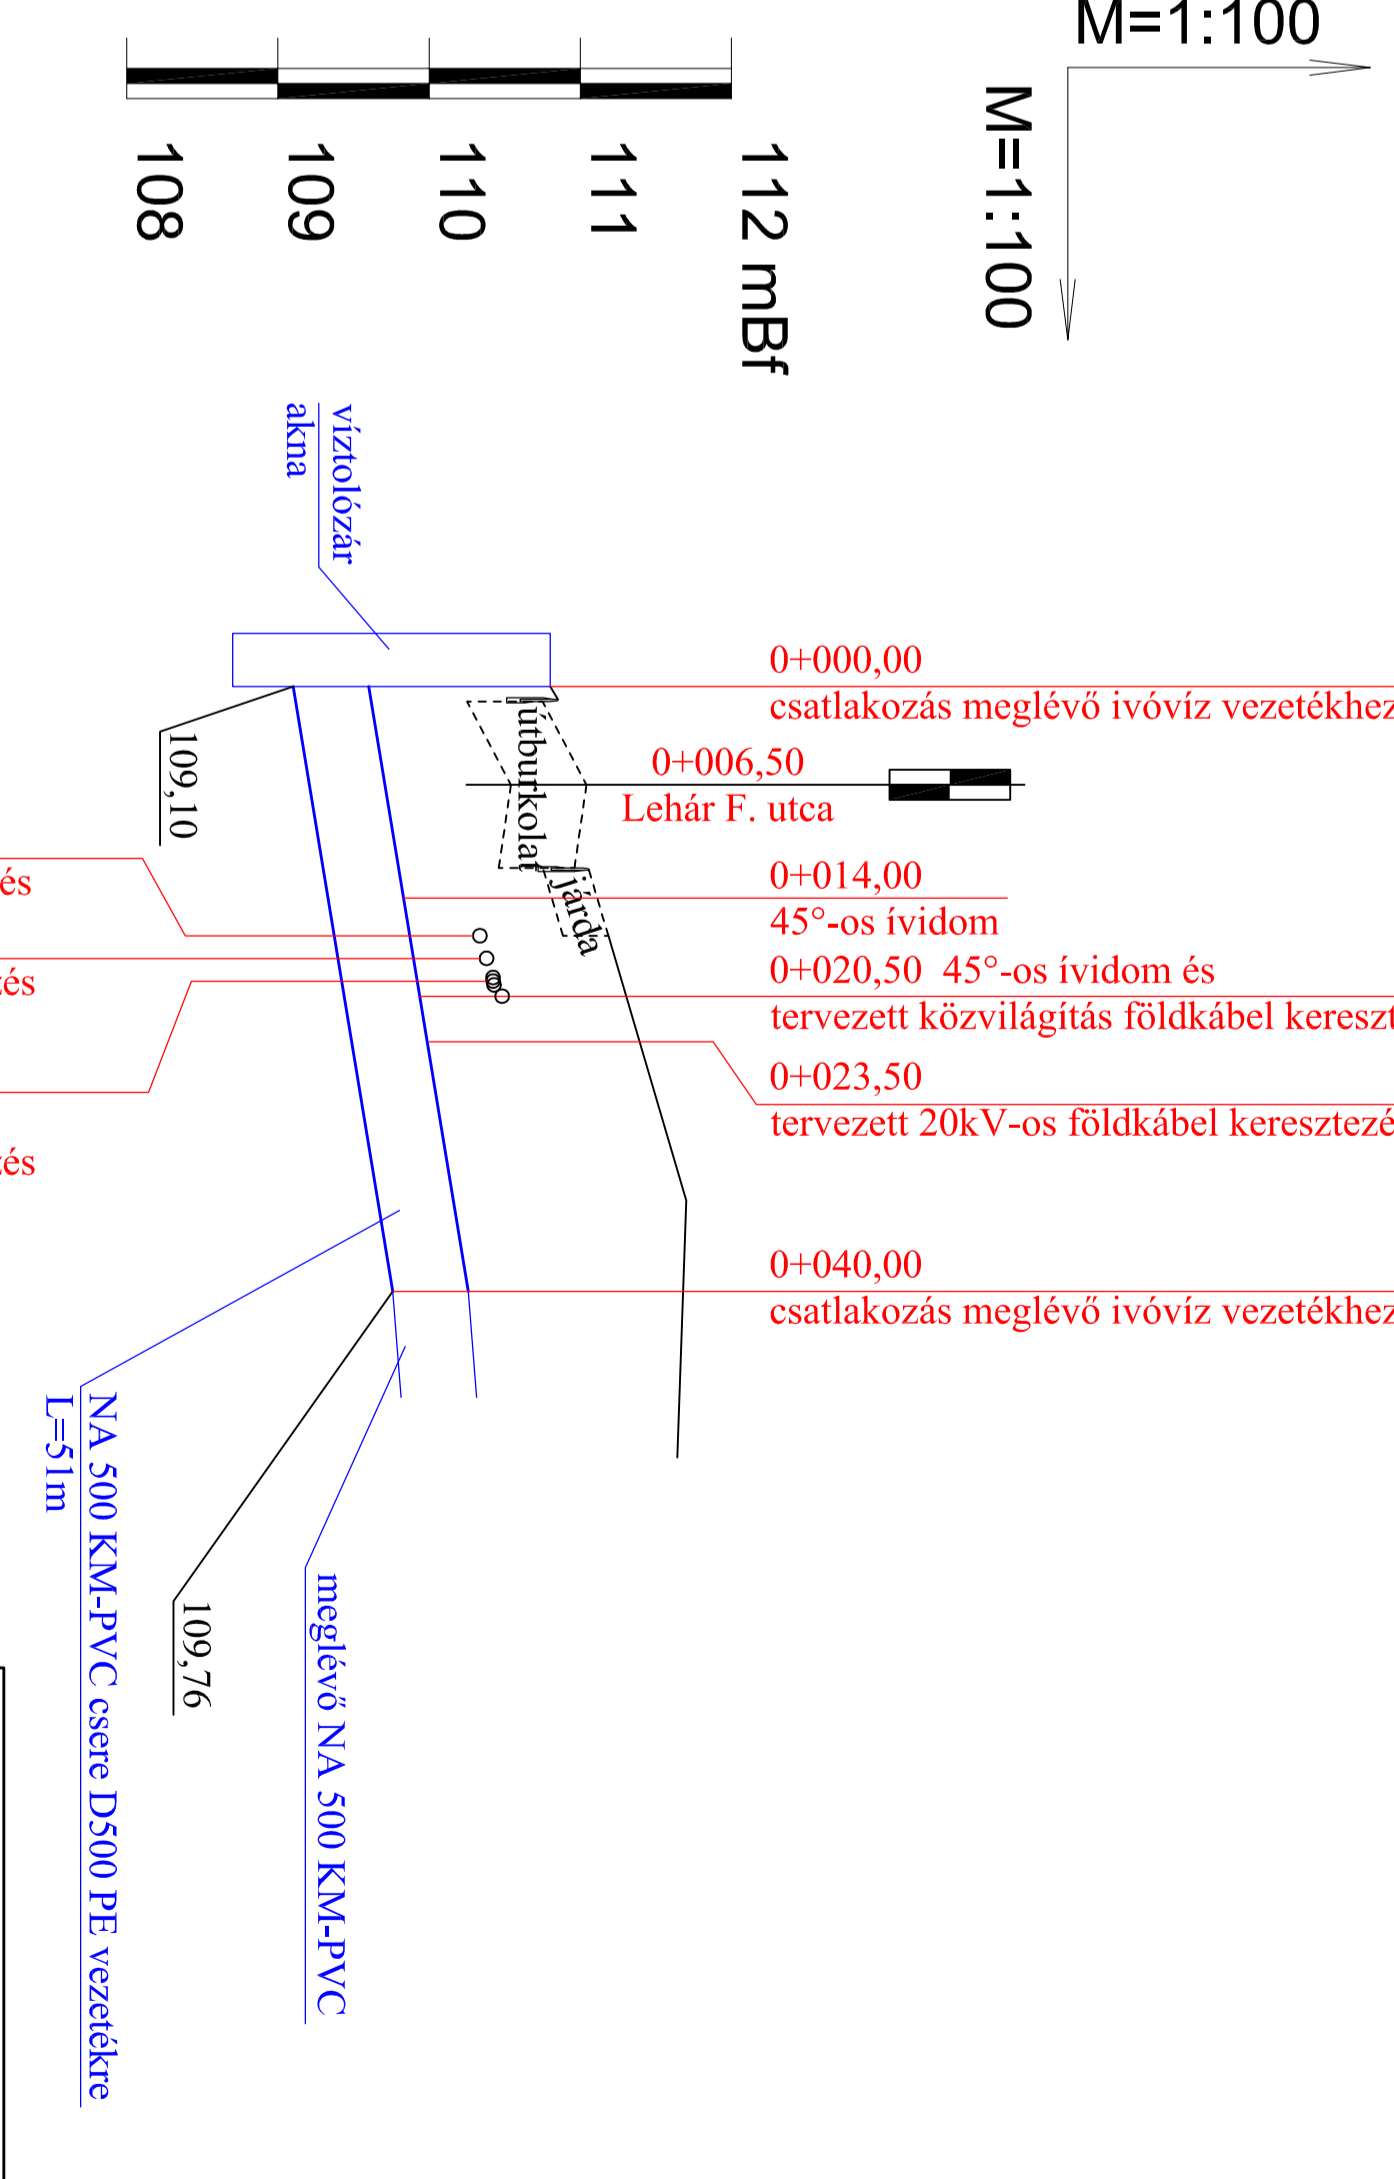 M=1:100
M=1:100
108
109
110
111
112 mBf
víztolózár
akna
0+000,00
csatlakozás meglévő ivóvíz vezetékhez
0+006,50
Lehár F. utca
útburkolat
járda
109,10
0+014,00
45°-os ívidom
0+020,50 45°-os ívidom és
tervezett közvilágítás földkábel kereszt
0+023,50
tervezett 20kV-os földkábel keresztezé
és
zés
zés
0+040,00
csatlakozás meglévő ivóvíz vezetékhez
NA 500 KM-PVC csere D500 PE vezetékre
L=51m
109,76
meglévő NA 500 KM-PVC